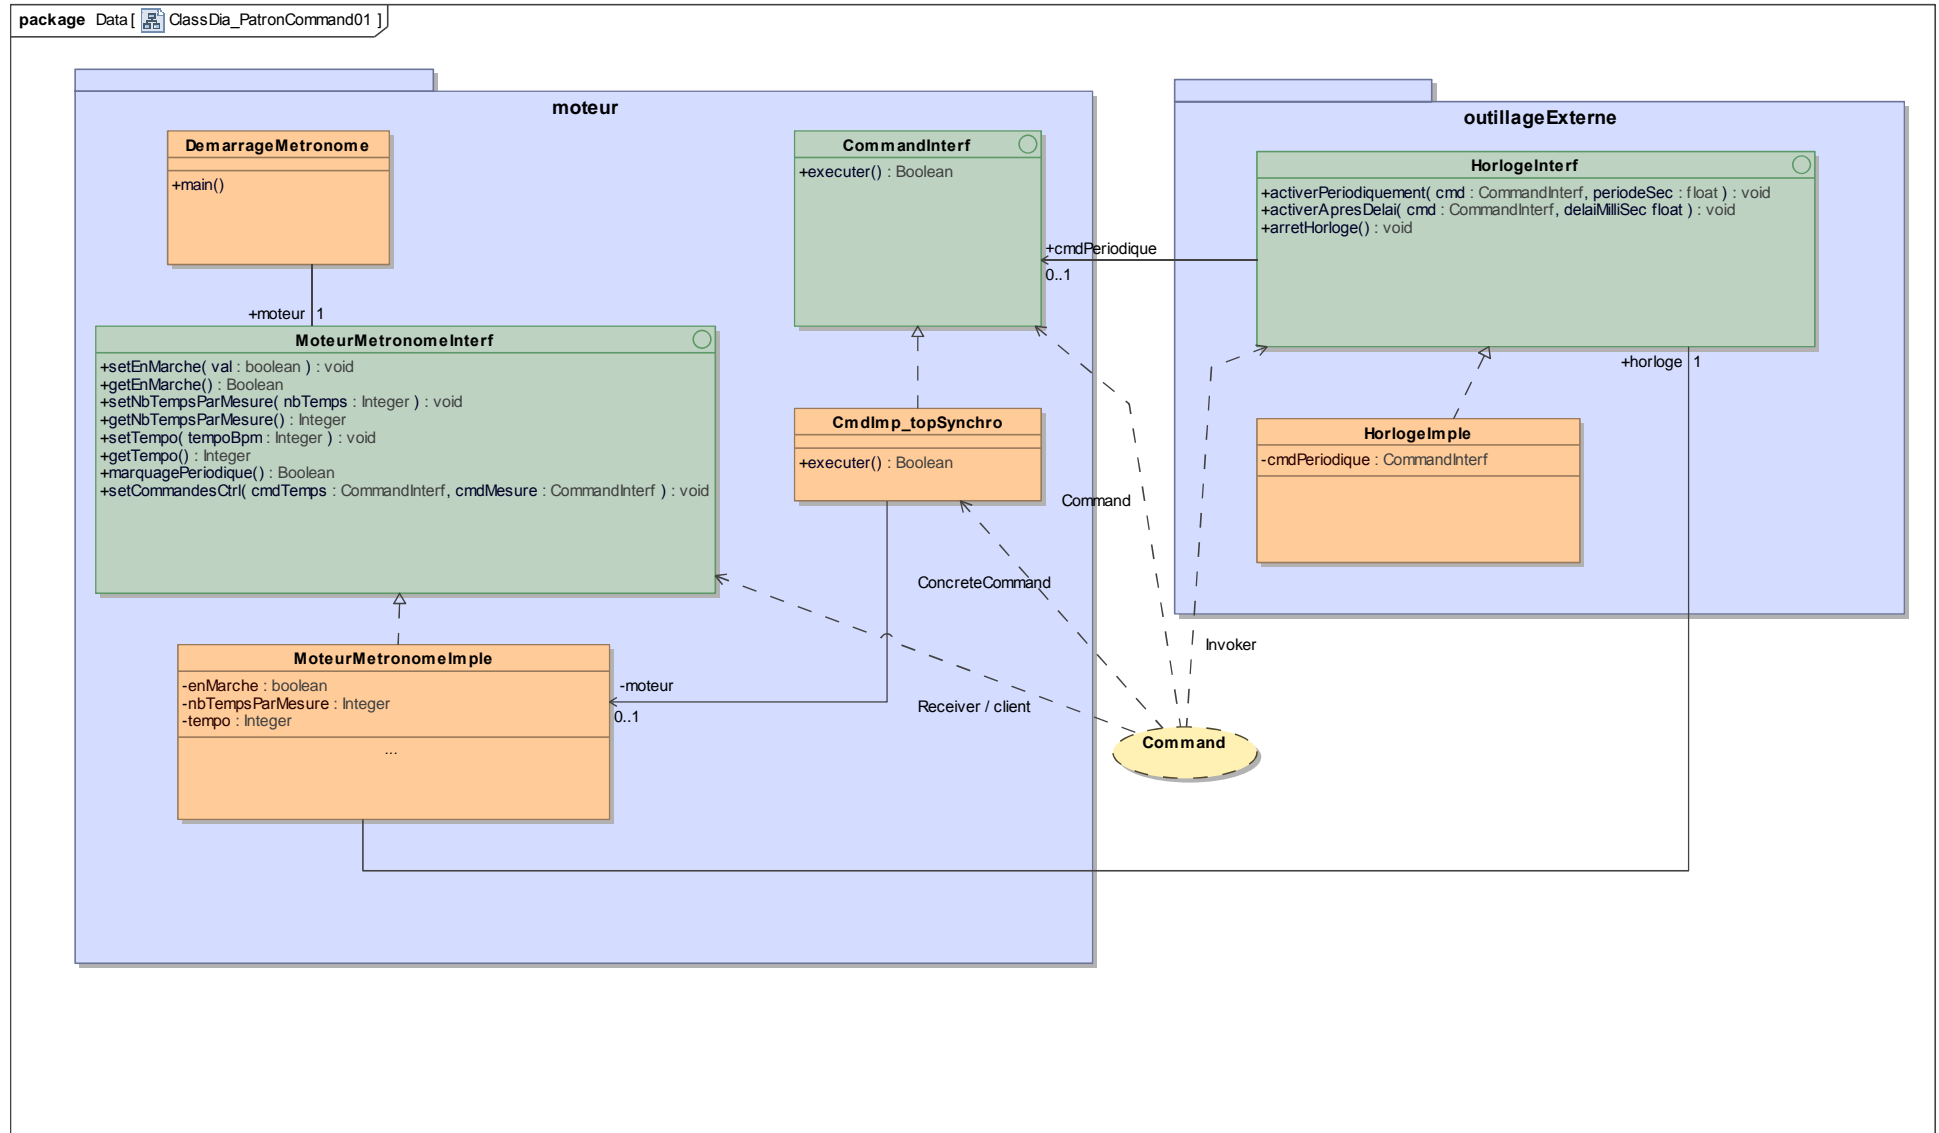 package Data [ ClassDia_PatronCommand01 ]
moteur
DemarrageMetronome
+main()
+moteur 1
MoteurMetronomeInterf
+setEnMarche( val : boolean ) : void
+getEnMarche() : Boolean
+setNbTempsParMesure( nbTemps : Integer ) : void
+getNbTempsParMesure() : Integer
+setTempo( tempoBpm : Integer ) : void
+getTempo() : Integer
+marquagePeriodique() : Boolean
+setCommandesCtrl( cmdTemps : CommandInterf, cmdMesure : CommandInterf ) : void
MoteurMetronomeImple
-enMarche : boolean
-nbTempsParMesure : Integer
-tempo : Integer
...
CommandInterf
+executer() : Boolean
CmdImp_topSynchro
+executer() : Boolean
-moteur
0..1
outillageExterne
HorlogeInterf
+activerPeriodiquement( cmd : CommandInterf, periodeSec : float ) : void
+activerApresDelai( cmd : CommandInterf, delaiMilliSec float ) : void
+arretHorloge() : void
+cmdPeriodique
0..1
+horloge 1
HorlogeImple
-cmdPeriodique : CommandInterf
Command
ConcreteCommand
Invoker
Receiver / client
Command